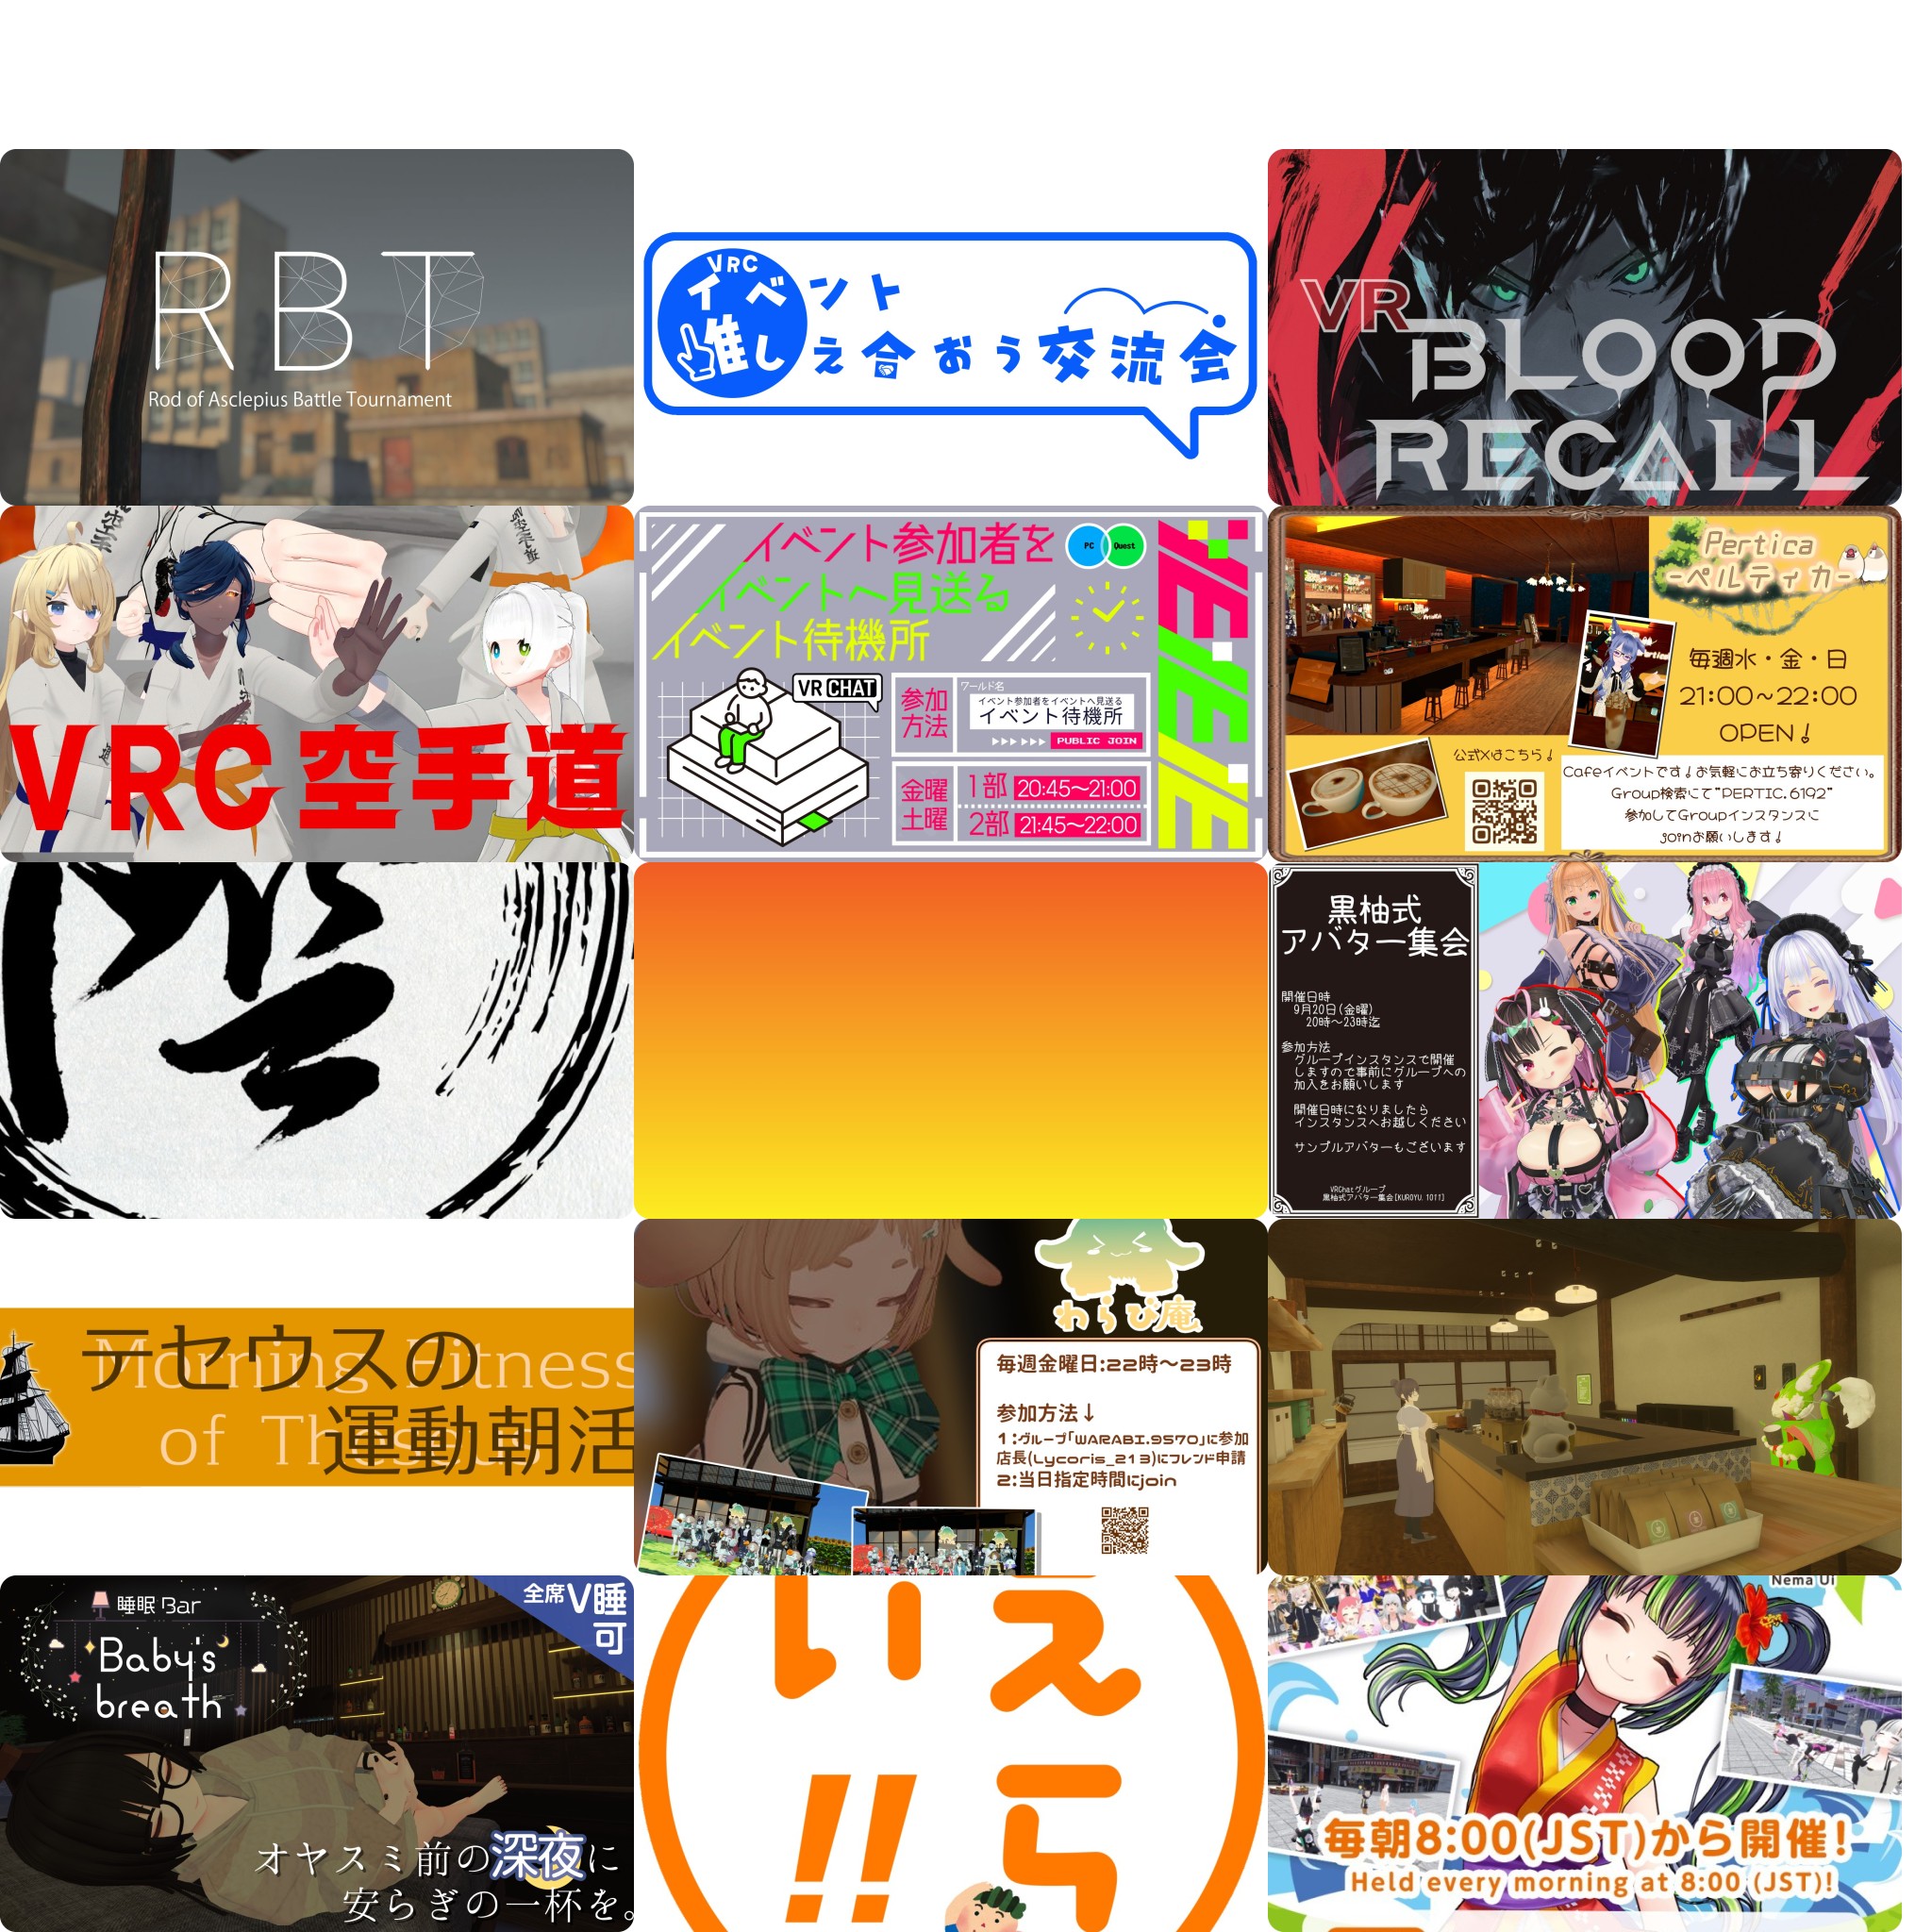 RBT
Rod of Asclepius Battle Tournament
VRC
イベント
推し え合おう交流会
VR
BLOOD
RECALL
VRC空手道
イベント参加者を
イベントへ見送る
イベント待機所
PC
Quest
VRCHAT
参加
方法
ワールド名
イベント参加者をイベントへ見送る
イベント待機所
PUBLIC JOIN
金曜
土曜
1部 20:45〜21:00
2部 21:45〜22:00
Pertica
-ペルティカ-
毎週水・金・日
21:00~22:00
OPEN!
公式Xはこちら!
Cafeイベントです!お気軽にお立ち寄りください。
Group検索にて"PERTIC.6192"
参加してGroupインスタンスに
joinお願いします!
黒柚式
アバター集会
開催日時
9月20日(金曜)
20時〜23時迄
参加方法
グループインスタンスで開催
しますので事前にグループへの
加入をお願いします
開催日時になりましたら
インスタンスへお越しください
サンプルアバターもございます
VRChatグループ
黒柚式アバター集会[KUROYU.1011]
テセウスの
Morning Fitness
運動朝活
of Theseus
わらび庵
毎週金曜日:22時〜23時
参加方法↓
1:グループ「WARABI.9570」に参加
店長(Lycoris_213)にフレンド申請
2:当日指定時間にjoin
睡眠Bar
Baby's
breath
全席V睡
可
オヤスミ前の深夜に
安らぎの一杯を。
えら
い!!
Nema Ui
毎朝8:00(JST)から開催!
Held every morning at 8:00 (JST)!